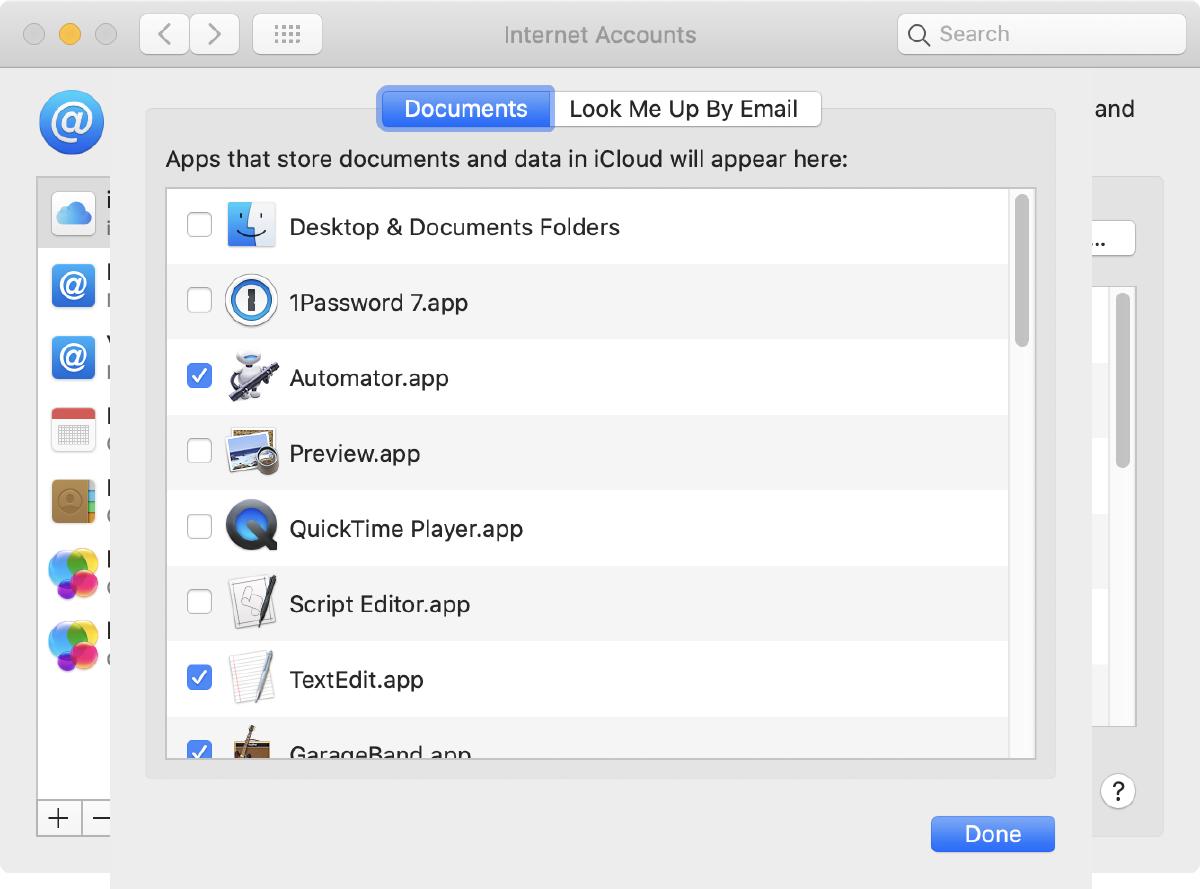 Internet Accounts
Search
and
Documents
Look Me Up By Email
Apps that store documents and data in iCloud will appear here:
Desktop & Documents Folders
1Password 7.app
Automator.app
Preview.app
QuickTime Player.app
Script Editor.app
TextEdit.app
GarageBand.app
...
?
Done